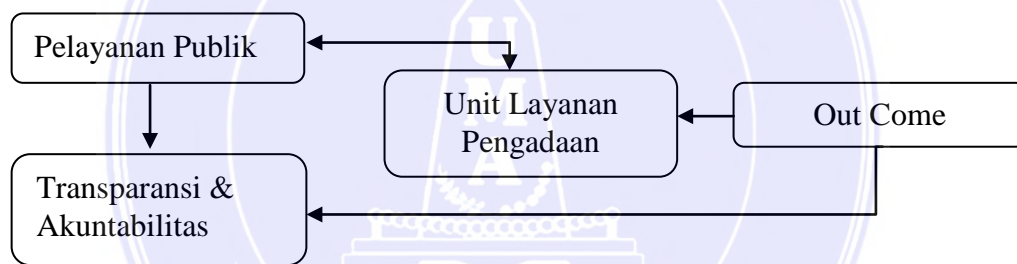 Pelayanan Publik
Unit Layanan
Pengadaan
Out Come
Transparansi &
Akuntabilitas
U
M
A